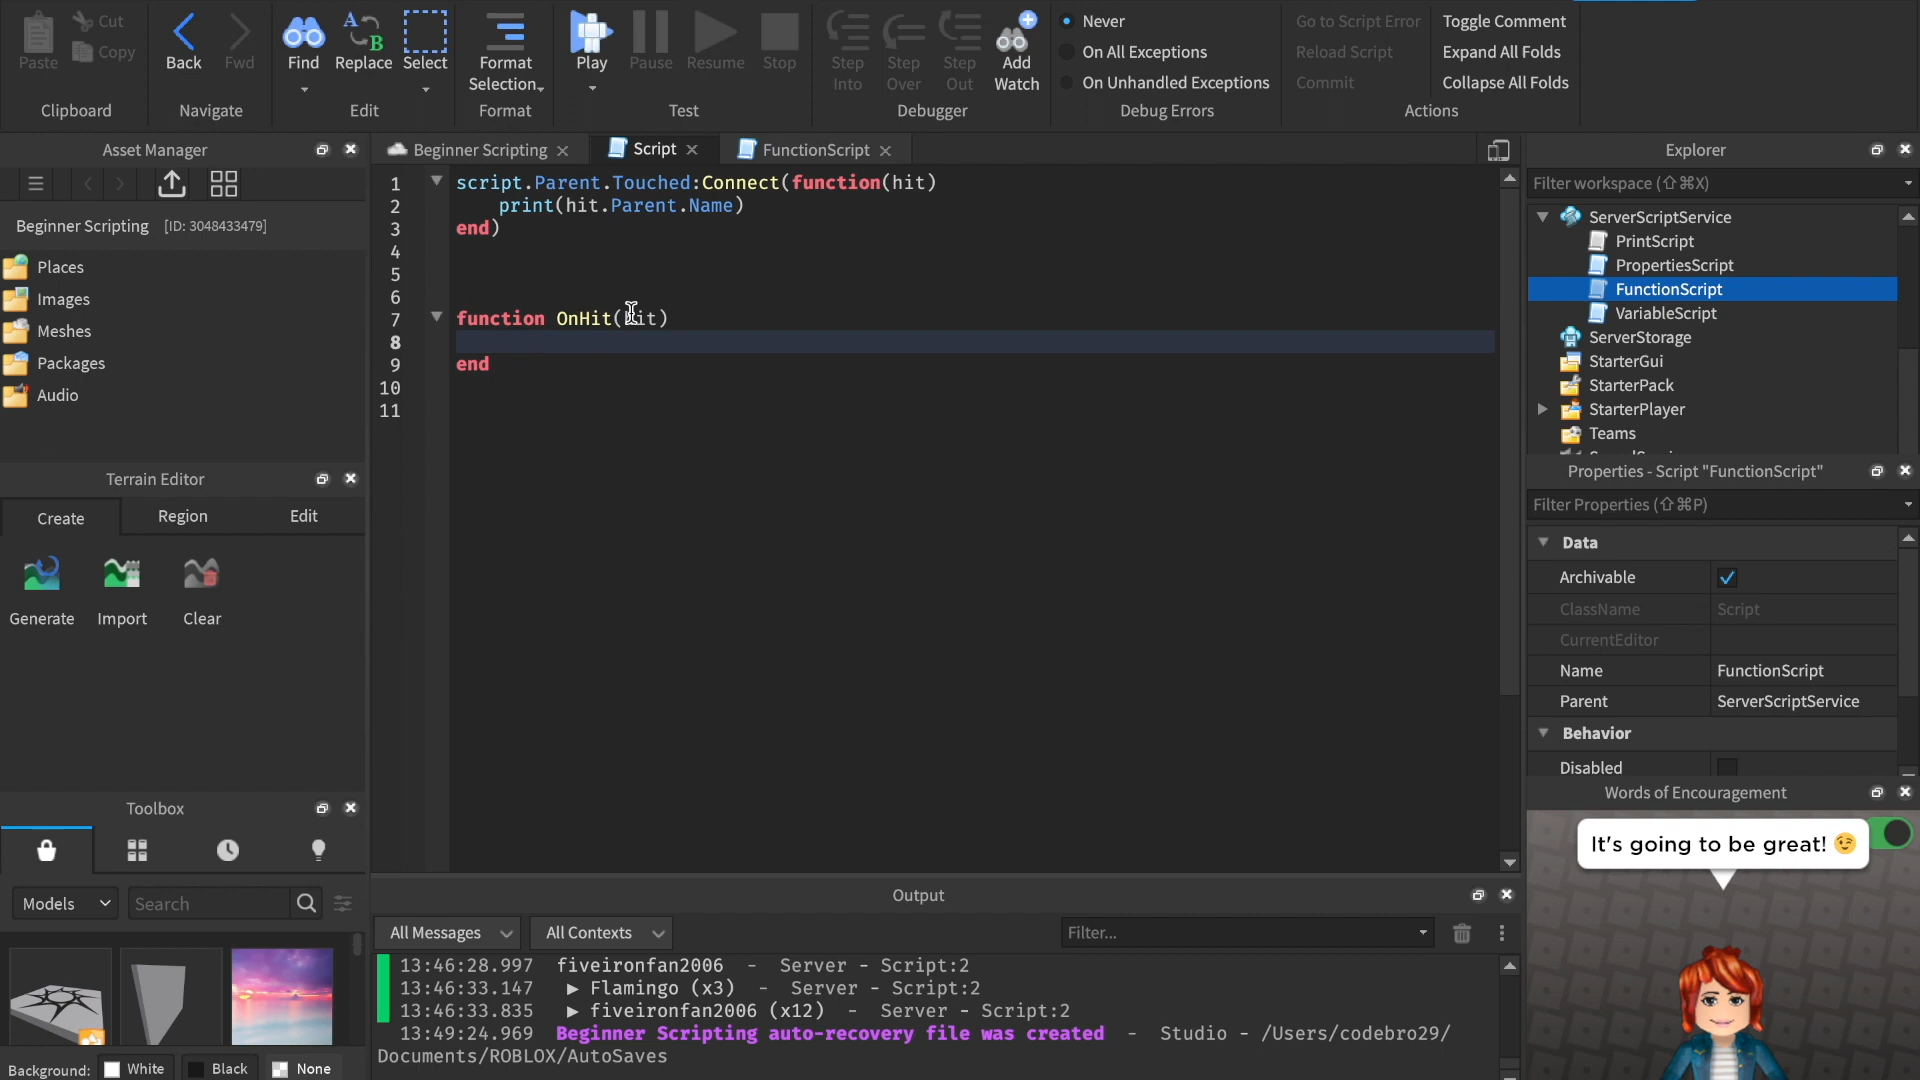 Paste
Cut
Copy
Clipboard
Back
Fwd
Navigate
Find
Replace
Select
Edit
Format
Selection
Format
Play
Pause
Resume
Stop
Test
Step
Into
Step
Over
Step
Out
Add
Watch
Debugger
Never
On All Exceptions
On Unhandled Exceptions
Debug Errors
Go to Script Error
Reload Script
Commit
Toggle Comment
Expand All Folds
Collapse All Folds
Actions
Asset Manager
Beginner Scripting [ID: 3048433479]
Places
Images
Meshes
Packages
Audio
Terrain Editor
Create Region Edit
Generate Import Clear
Toolbox
Models Search
Background: White Black None
Beginner Scripting Script FunctionScript
1 script.Parent.Touched:Connect(function(hit)
2 print(hit.Parent.Name)
3 end)
4
5
6
7 function OnHit(hit)
8
9 end
10
11
Output
All Messages All Contexts Filter...
13:46:28.997 fiveironfan2006 - Server - Script:2
13:46:33.147 ▶ Flamingo (x3) - Server - Script:2
13:46:33.835 ▶ fiveironfan2006 (x12) - Server - Script:2
13:49:24.969 Beginner Scripting auto-recovery file was created - Studio - /Users/codebro29/
Documents/ROBLOX/AutoSaves
Explorer
Filter workspace (⇧⌘X)
ServerScriptService
PrintScript
PropertiesScript
FunctionScript
VariableScript
ServerStorage
StarterGui
StarterPack
StarterPlayer
Teams
Properties - Script "FunctionScript"
Filter Properties (⇧⌘P)
Data
Archivable
ClassName Script
CurrentEditor
Name FunctionScript
Parent ServerScriptService
Behavior
Disabled
Words of Encouragement
It's going to be great! 😉